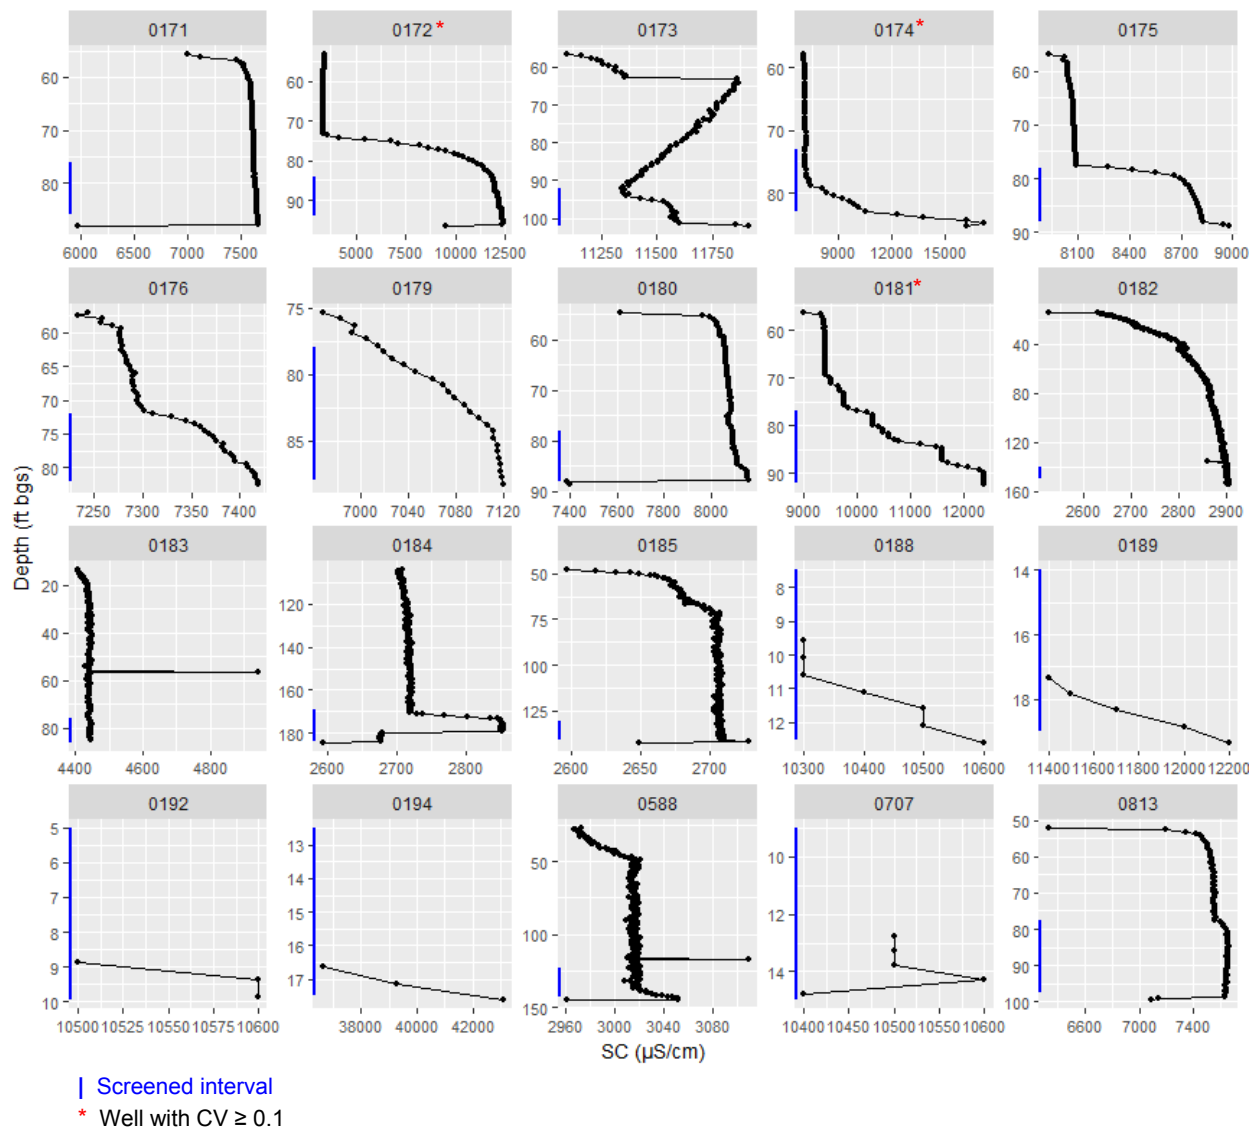 0171 0172 * 0173 0174 * 0175
60 70 80
6000 6500 7000 7500
60 70 80 90
5000 7500 10000 12500
60 70 80 90 100
11250 11500 11750
60 70 80
9000 12000 15000
60 70 80 90
8100 8400 8700 9000
0176 0179 0180 0181 * 0182
60 65 70 75 80
7250 7300 7350 7400
75 80 85
7000 7040 7080 7120
60 70 80 90
7400 7600 7800 8000
60 70 80 90
9000 10000 11000 12000
40 80 120 160
2600 2700 2800 2900
Depth (ft bgs)
0183 0184 0185 0188 0189
20 40 60 80
4400 4600 4800
120 140 160 180
2600 2700 2800
50 75 100 125
2600 2650 2700
8 9 10 11 12
10300 10400 10500 10600
14 16 18
11400 11600 11800 12000 12200
0192 0194 0588 0707 0813
5 6 7 8 9 10
10500 10525 10550 10575 10600
13 14 15 16 17
38000 40000 42000
50 100 150
2960 3000 3040 3080
10 12 14
10400 10450 10500 10550 10600
50 60 70 80 90 100
6600 7000 7400
SC (µS/cm)
| Screened interval
* Well with CV ≥ 0.1